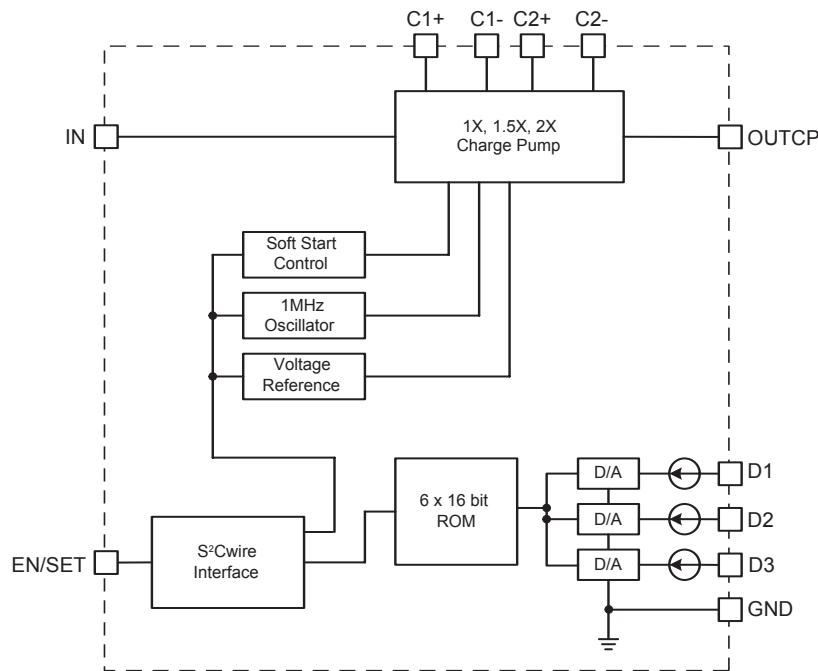 C1+ C1- C2+ C2-
IN
1X, 1.5X, 2X
Charge Pump
OUTCP
Soft Start
Control
1MHz
Oscillator
Voltage
Reference
6 x 16 bit
ROM
D/A
D1
D/A
D2
D/A
D3
EN/SET
S²Cwire
Interface
GND